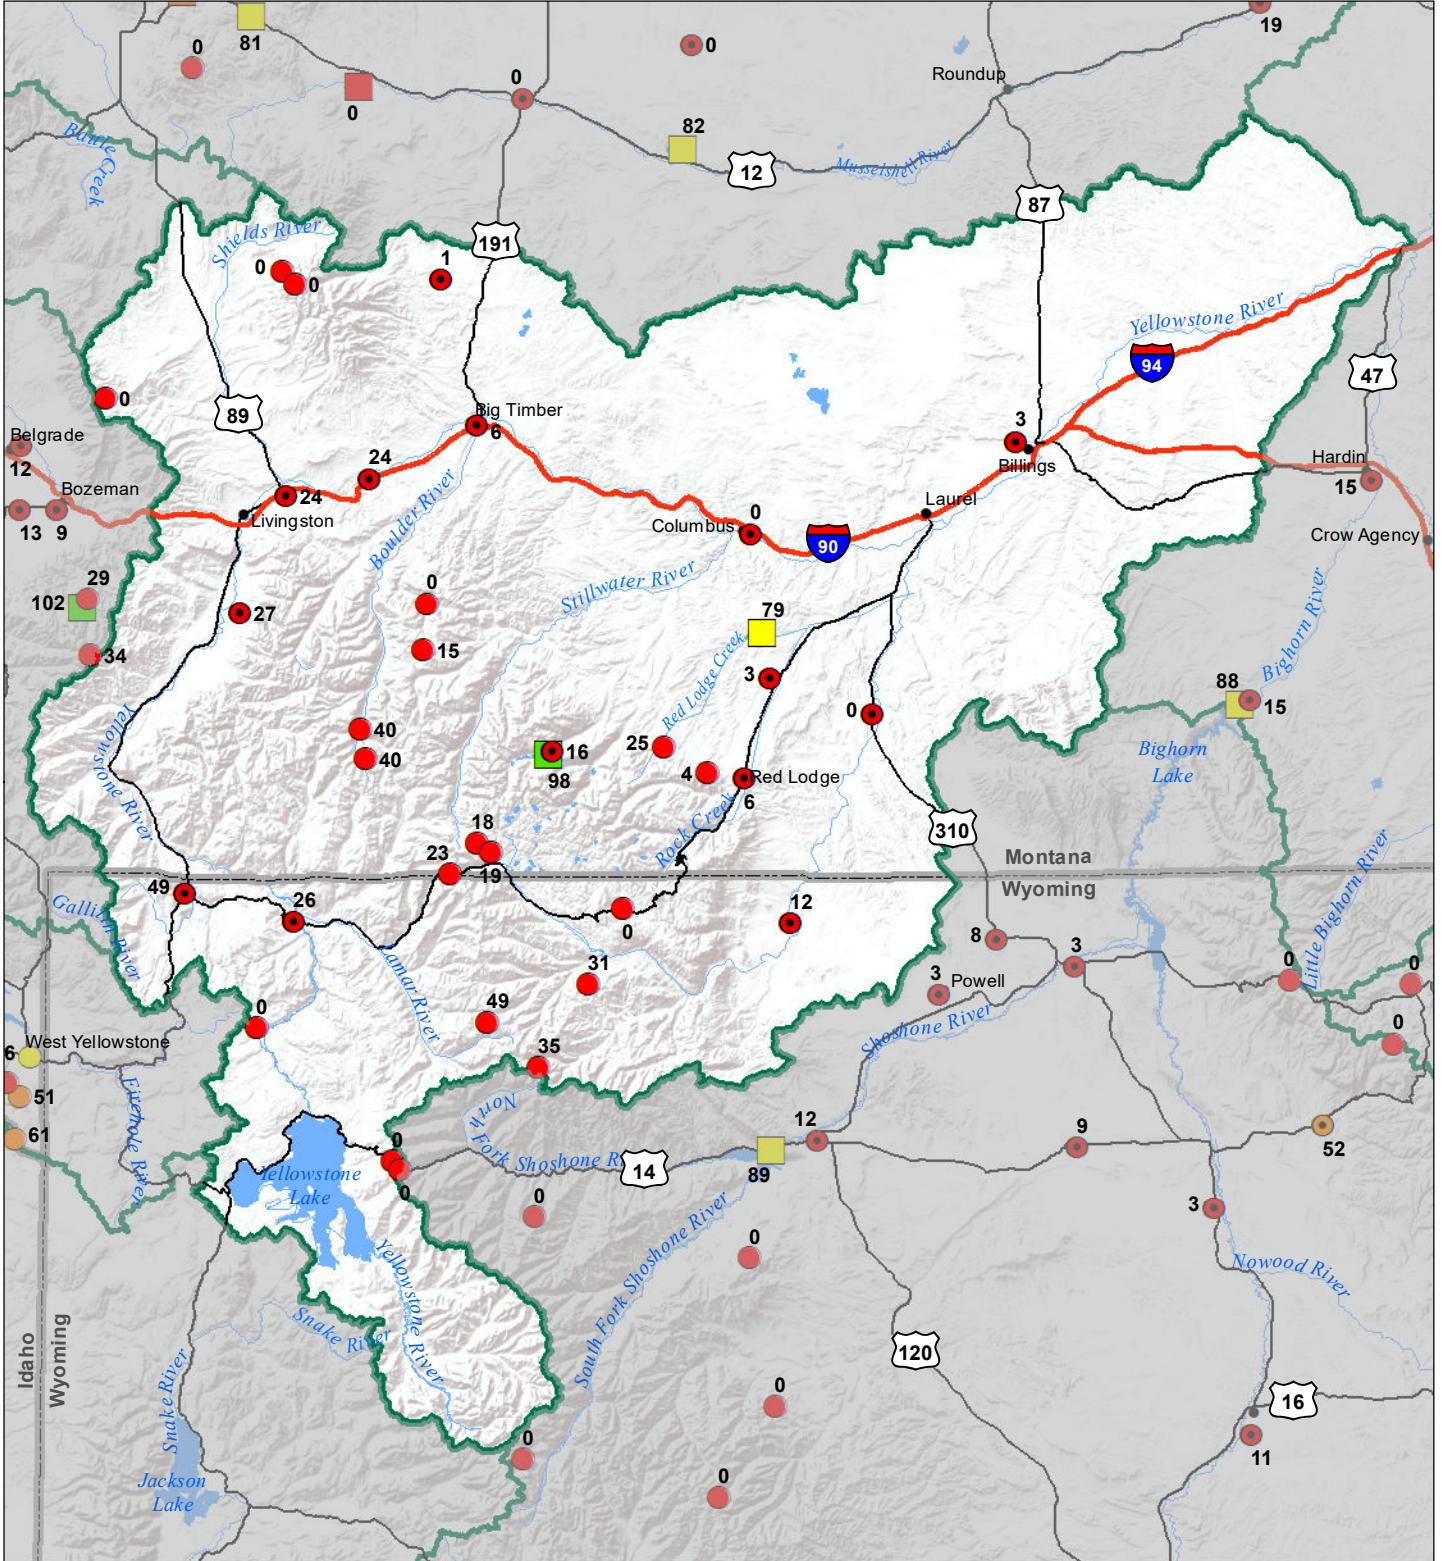 81
0
0
0
0
19
Roundup
82
12
Musselshell River
Battle Creek
87
191
Shields River
0
0
1
Yellowstone River
94
47
0
89
Big Timber
6
3
Billings
Belgrade
12
Bozeman
13
9
24
24
Livingston
Boulder River
Columbus
0
90
Laurel
Hardin
15
Crow Agency
Stillwater River
29
102
34
27
0
15
79
Red Lodge Creek
3
0
Bighorn River
88
15
Bighorn
Lake
Yellowstone River
40
40
16
98
25
4
Red Lodge
6
Rock Creek
310
18
23
19
Montana
Wyoming
Little Bighorn River
49
26
Gallatin River
0
12
8
3
3
Powell
0
0
0
Lamar River
31
49
35
0
Shoshone River
6
West Yellowstone
51
61
Firehole River
North Fork Shoshone Ri
14
12
89
9
52
0
0
Yellowstone
Lake
0
0
3
South Fork Shoshone River
Nowood River
Yellowstone River
Snake River
Idaho
Wyoming
Snake River
Jackson
Lake
120
16
11
0
0
0